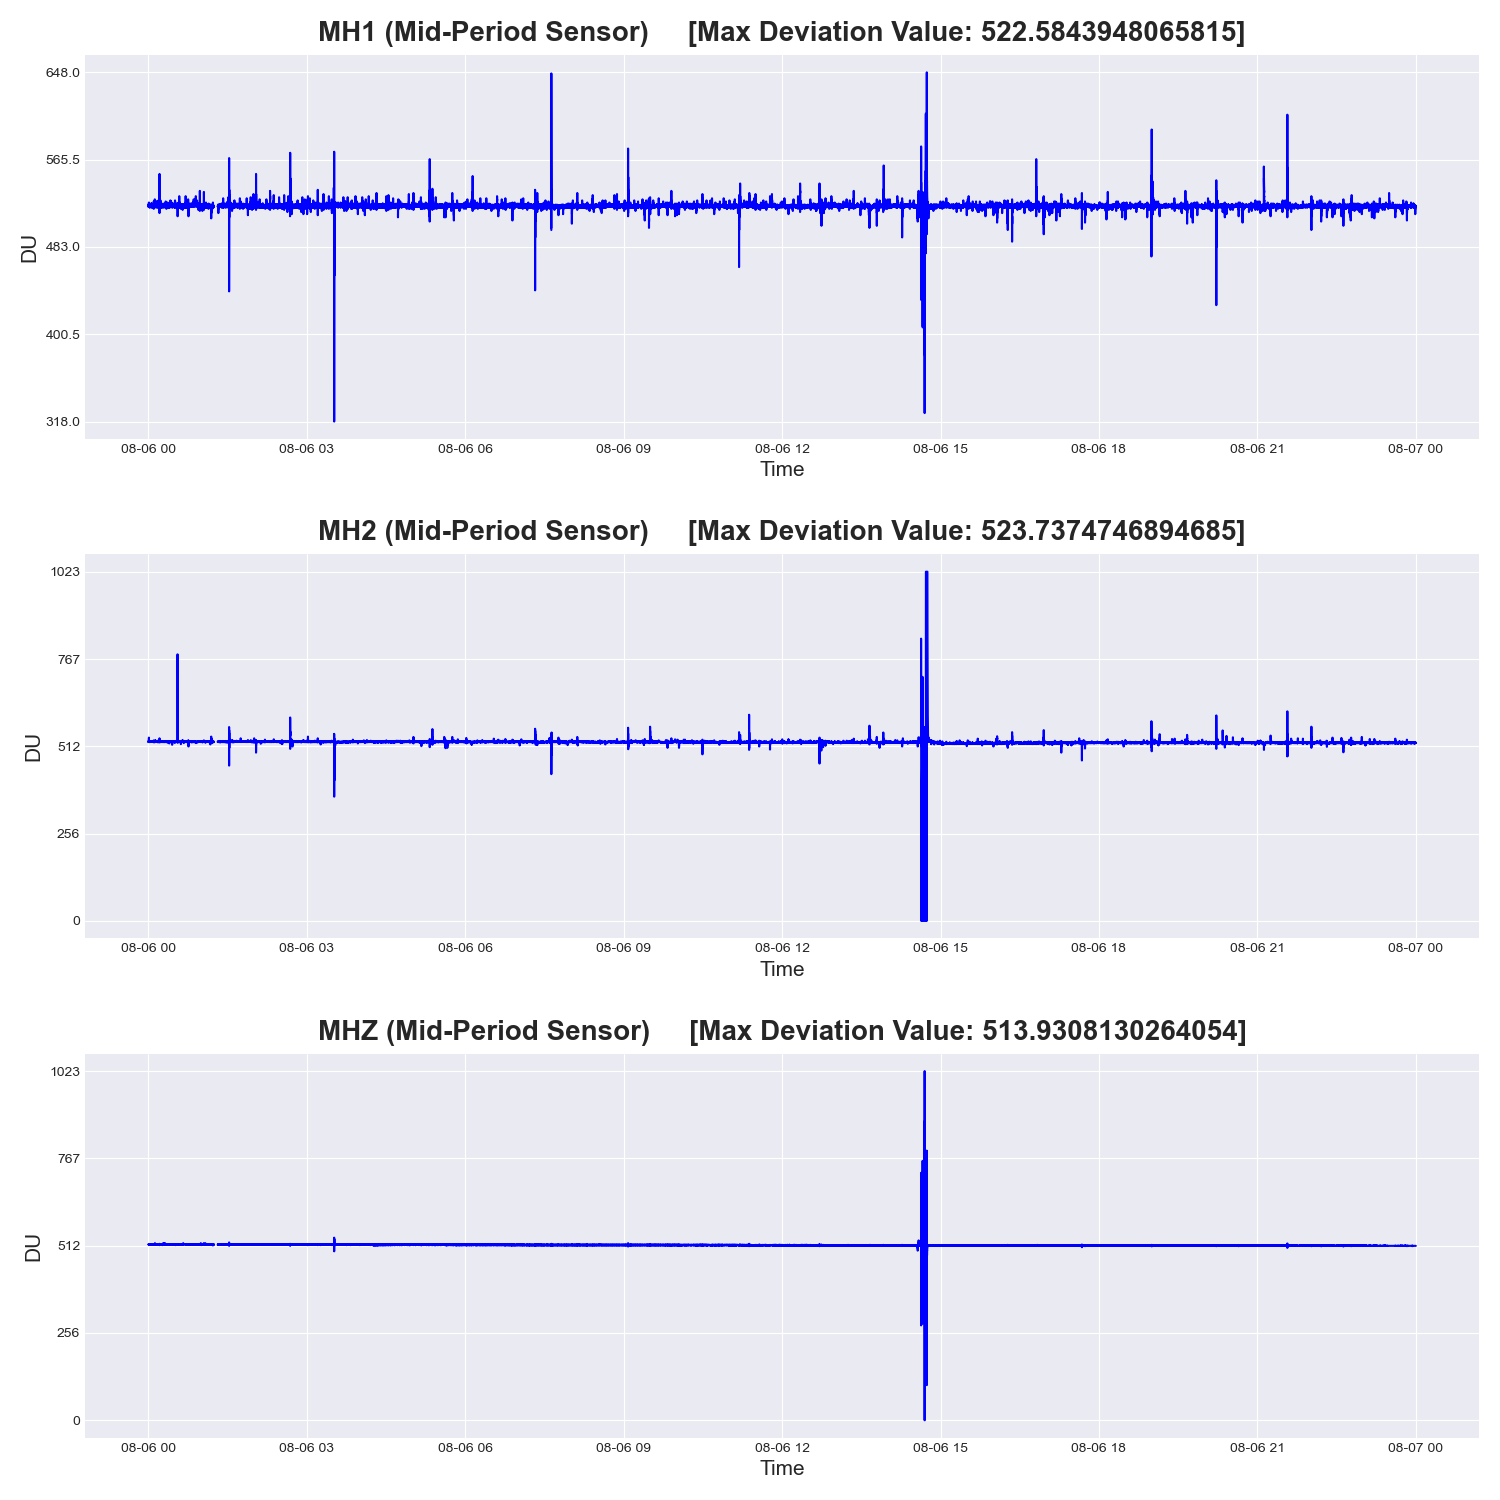 MH1 (Mid-Period Sensor) [Max Deviation Value: 522.5843948065815]
648.0
565.5
483.0
400.5
318.0
DU
08-06 00 08-06 03 08-06 06 08-06 09 08-06 12 08-06 15 08-06 18 08-06 21 08-07 00
Time
MH2 (Mid-Period Sensor) [Max Deviation Value: 523.7374746894685]
1023
767
512
256
0
DU
08-06 00 08-06 03 08-06 06 08-06 09 08-06 12 08-06 15 08-06 18 08-06 21 08-07 00
Time
MHZ (Mid-Period Sensor) [Max Deviation Value: 513.9308130264054]
1023
767
512
256
0
DU
08-06 00 08-06 03 08-06 06 08-06 09 08-06 12 08-06 15 08-06 18 08-06 21 08-07 00
Time